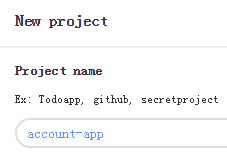 New project
Project name
Ex: Todoapp, github, secretproject
account-app